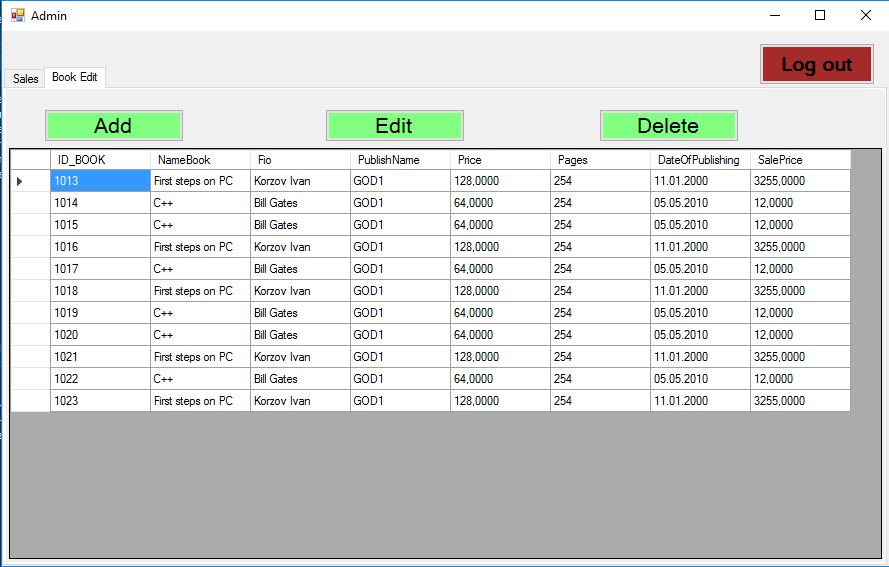 Admin
Log out
Sales Book Edit
Add Edit Delete
ID_BOOK NameBook Fio PublishName Price Pages DateOfPublishing SalePrice
1013 First steps on PC Korzov Ivan GOD1 128,0000 254 11.01.2000 3255,0000
1014 C++ Bill Gates GOD1 64,0000 254 05.05.2010 12,0000
1015 C++ Bill Gates GOD1 64,0000 254 05.05.2010 12,0000
1016 First steps on PC Korzov Ivan GOD1 128,0000 254 11.01.2000 3255,0000
1017 C++ Bill Gates GOD1 64,0000 254 05.05.2010 12,0000
1018 First steps on PC Korzov Ivan GOD1 128,0000 254 11.01.2000 3255,0000
1019 C++ Bill Gates GOD1 64,0000 254 05.05.2010 12,0000
1020 C++ Bill Gates GOD1 64,0000 254 05.05.2010 12,0000
1021 First steps on PC Korzov Ivan GOD1 128,0000 254 11.01.2000 3255,0000
1022 C++ Bill Gates GOD1 64,0000 254 05.05.2010 12,0000
1023 First steps on PC Korzov Ivan GOD1 128,0000 254 11.01.2000 3255,0000